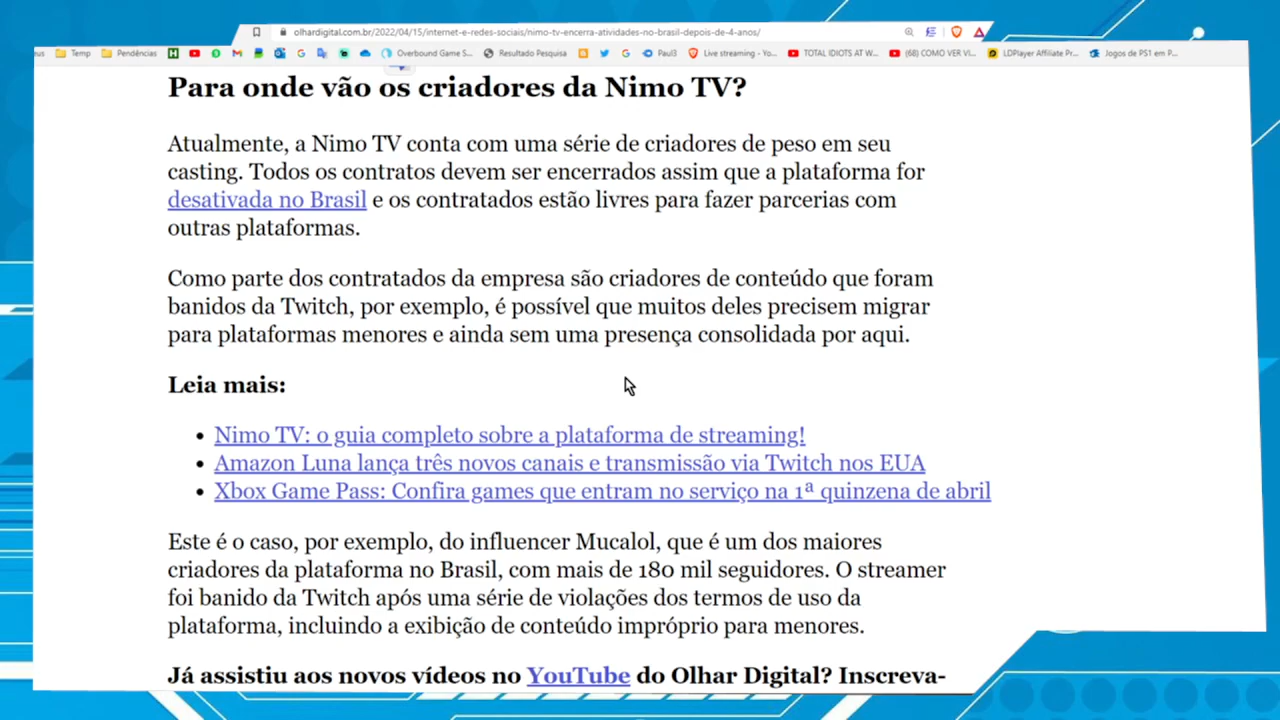 olhardigital.com.br/2022/04/15/internet-e-redes-sociais/nimo-tv-encerra-atividades-no-brasil-depois-de-4-anos/
Temp Pendências Overbound Game S... Resultado Pesquisa Paul3 Live streaming - Yo... TOTAL IDIOTS AT W... (68) COMO VER VI... LDPlayer Affiliate Pr... Jogos de PS1 em P...
Para onde vão os criadores da Nimo TV?
Atualmente, a Nimo TV conta com uma série de criadores de peso em seu
casting. Todos os contratos devem ser encerrados assim que a plataforma for
desativada no Brasil e os contratados estão livres para fazer parcerias com
outras plataformas.
Como parte dos contratados da empresa são criadores de conteúdo que foram
banidos da Twitch, por exemplo, é possível que muitos deles precisem migrar
para plataformas menores e ainda sem uma presença consolidada por aqui.
Leia mais:
Nimo TV: o guia completo sobre a plataforma de streaming!
Amazon Luna lança três novos canais e transmissão via Twitch nos EUA
Xbox Game Pass: Confira games que entram no serviço na 1ª quinzena de abril
Este é o caso, por exemplo, do influencer Mucalol, que é um dos maiores
criadores da plataforma no Brasil, com mais de 180 mil seguidores. O streamer
foi banido da Twitch após uma série de violações dos termos de uso da
plataforma, incluindo a exibição de conteúdo impróprio para menores.
Já assistiu aos novos vídeos no YouTube do Olhar Digital? Inscreva-